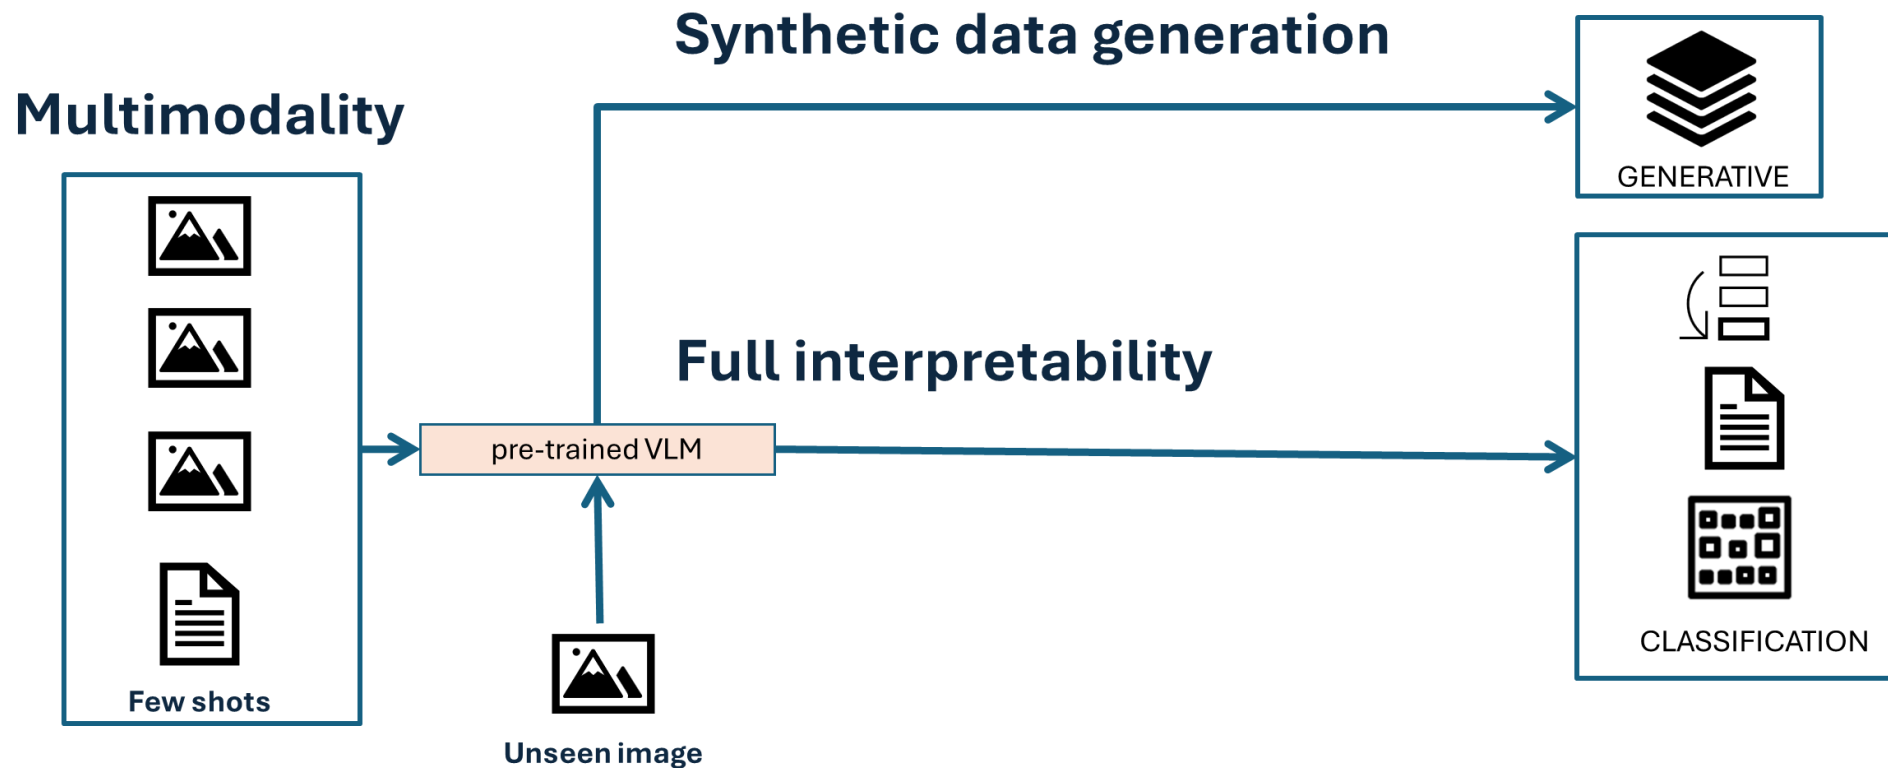 Synthetic data generation
Multimodality
GENERATIVE
Full interpretability
pre-trained VLM
CLASSIFICATION
Few shots
Unseen image